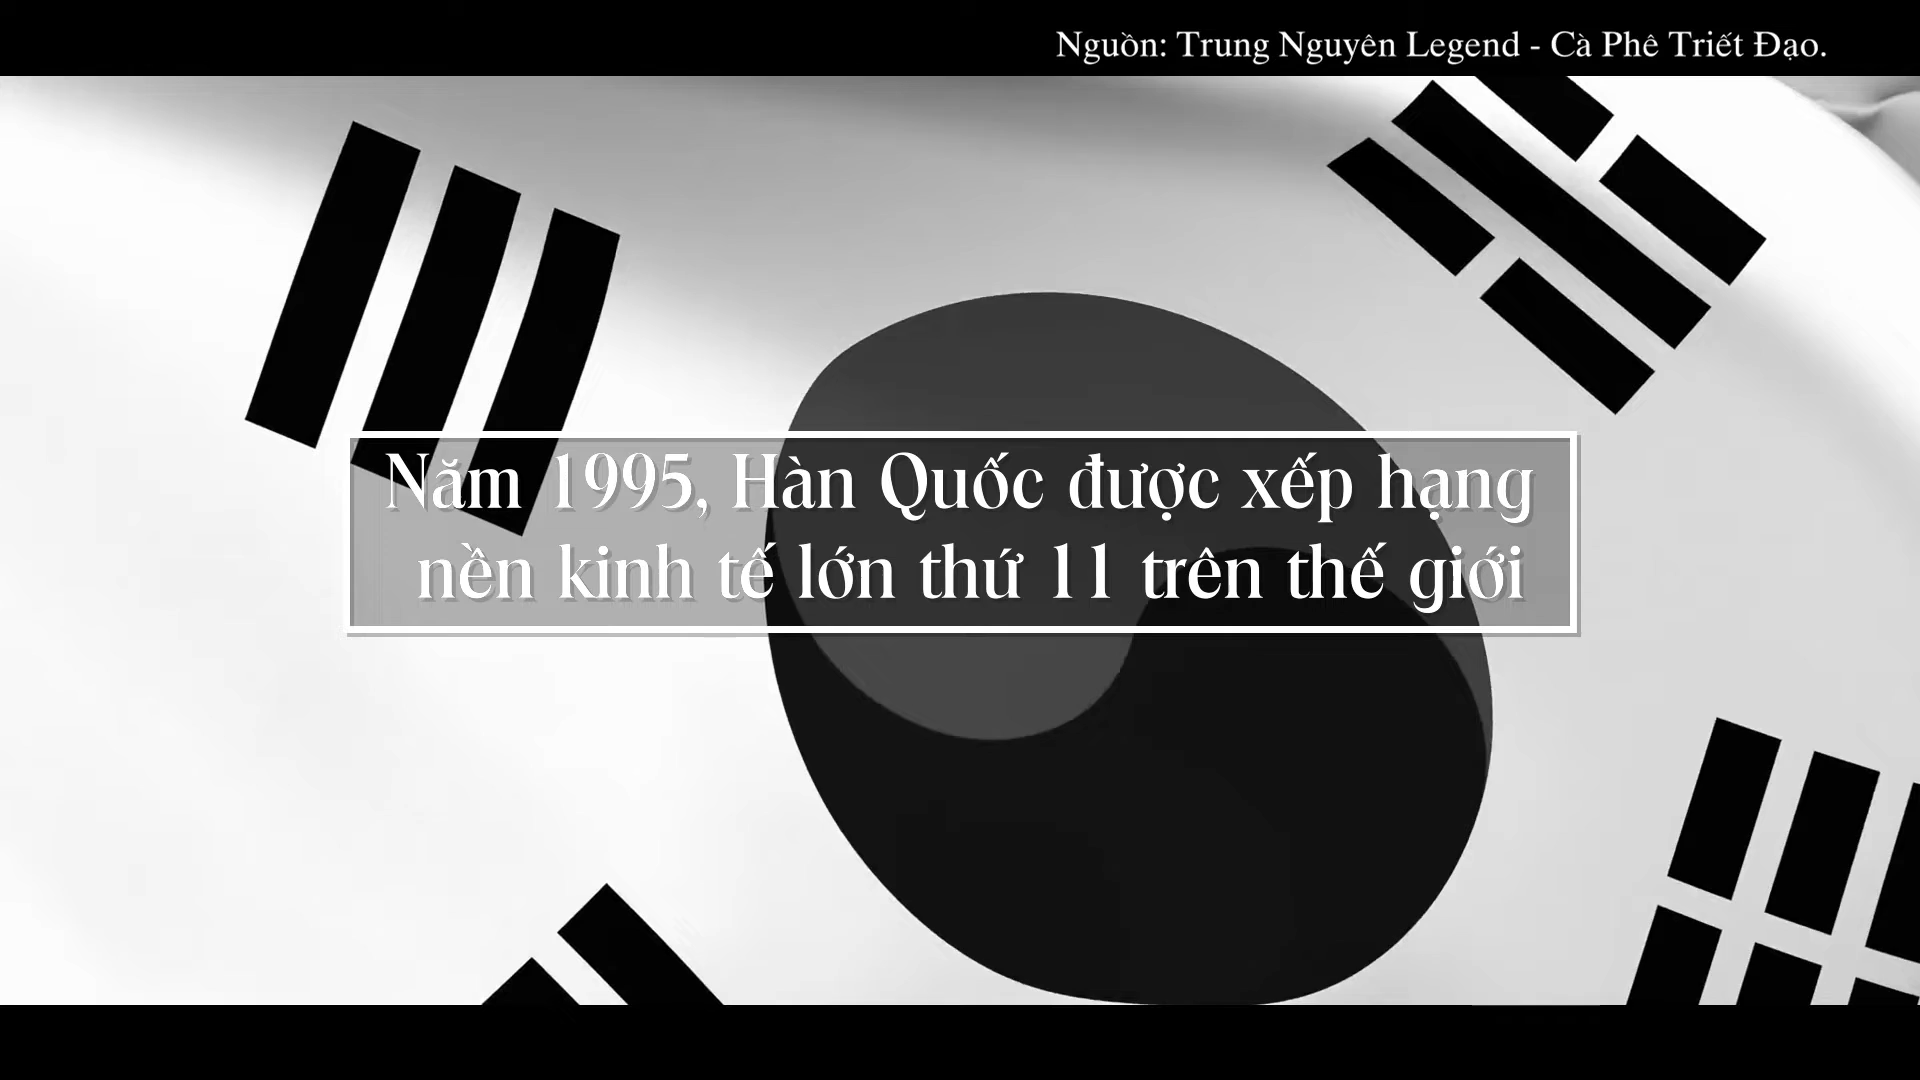 Nguồn: Trung Nguyên Legend - Cà Phê Triết Đạo.
Năm 1995, Hàn Quốc được xếp hạng
nền kinh tế lớn thứ 11 trên thế giới